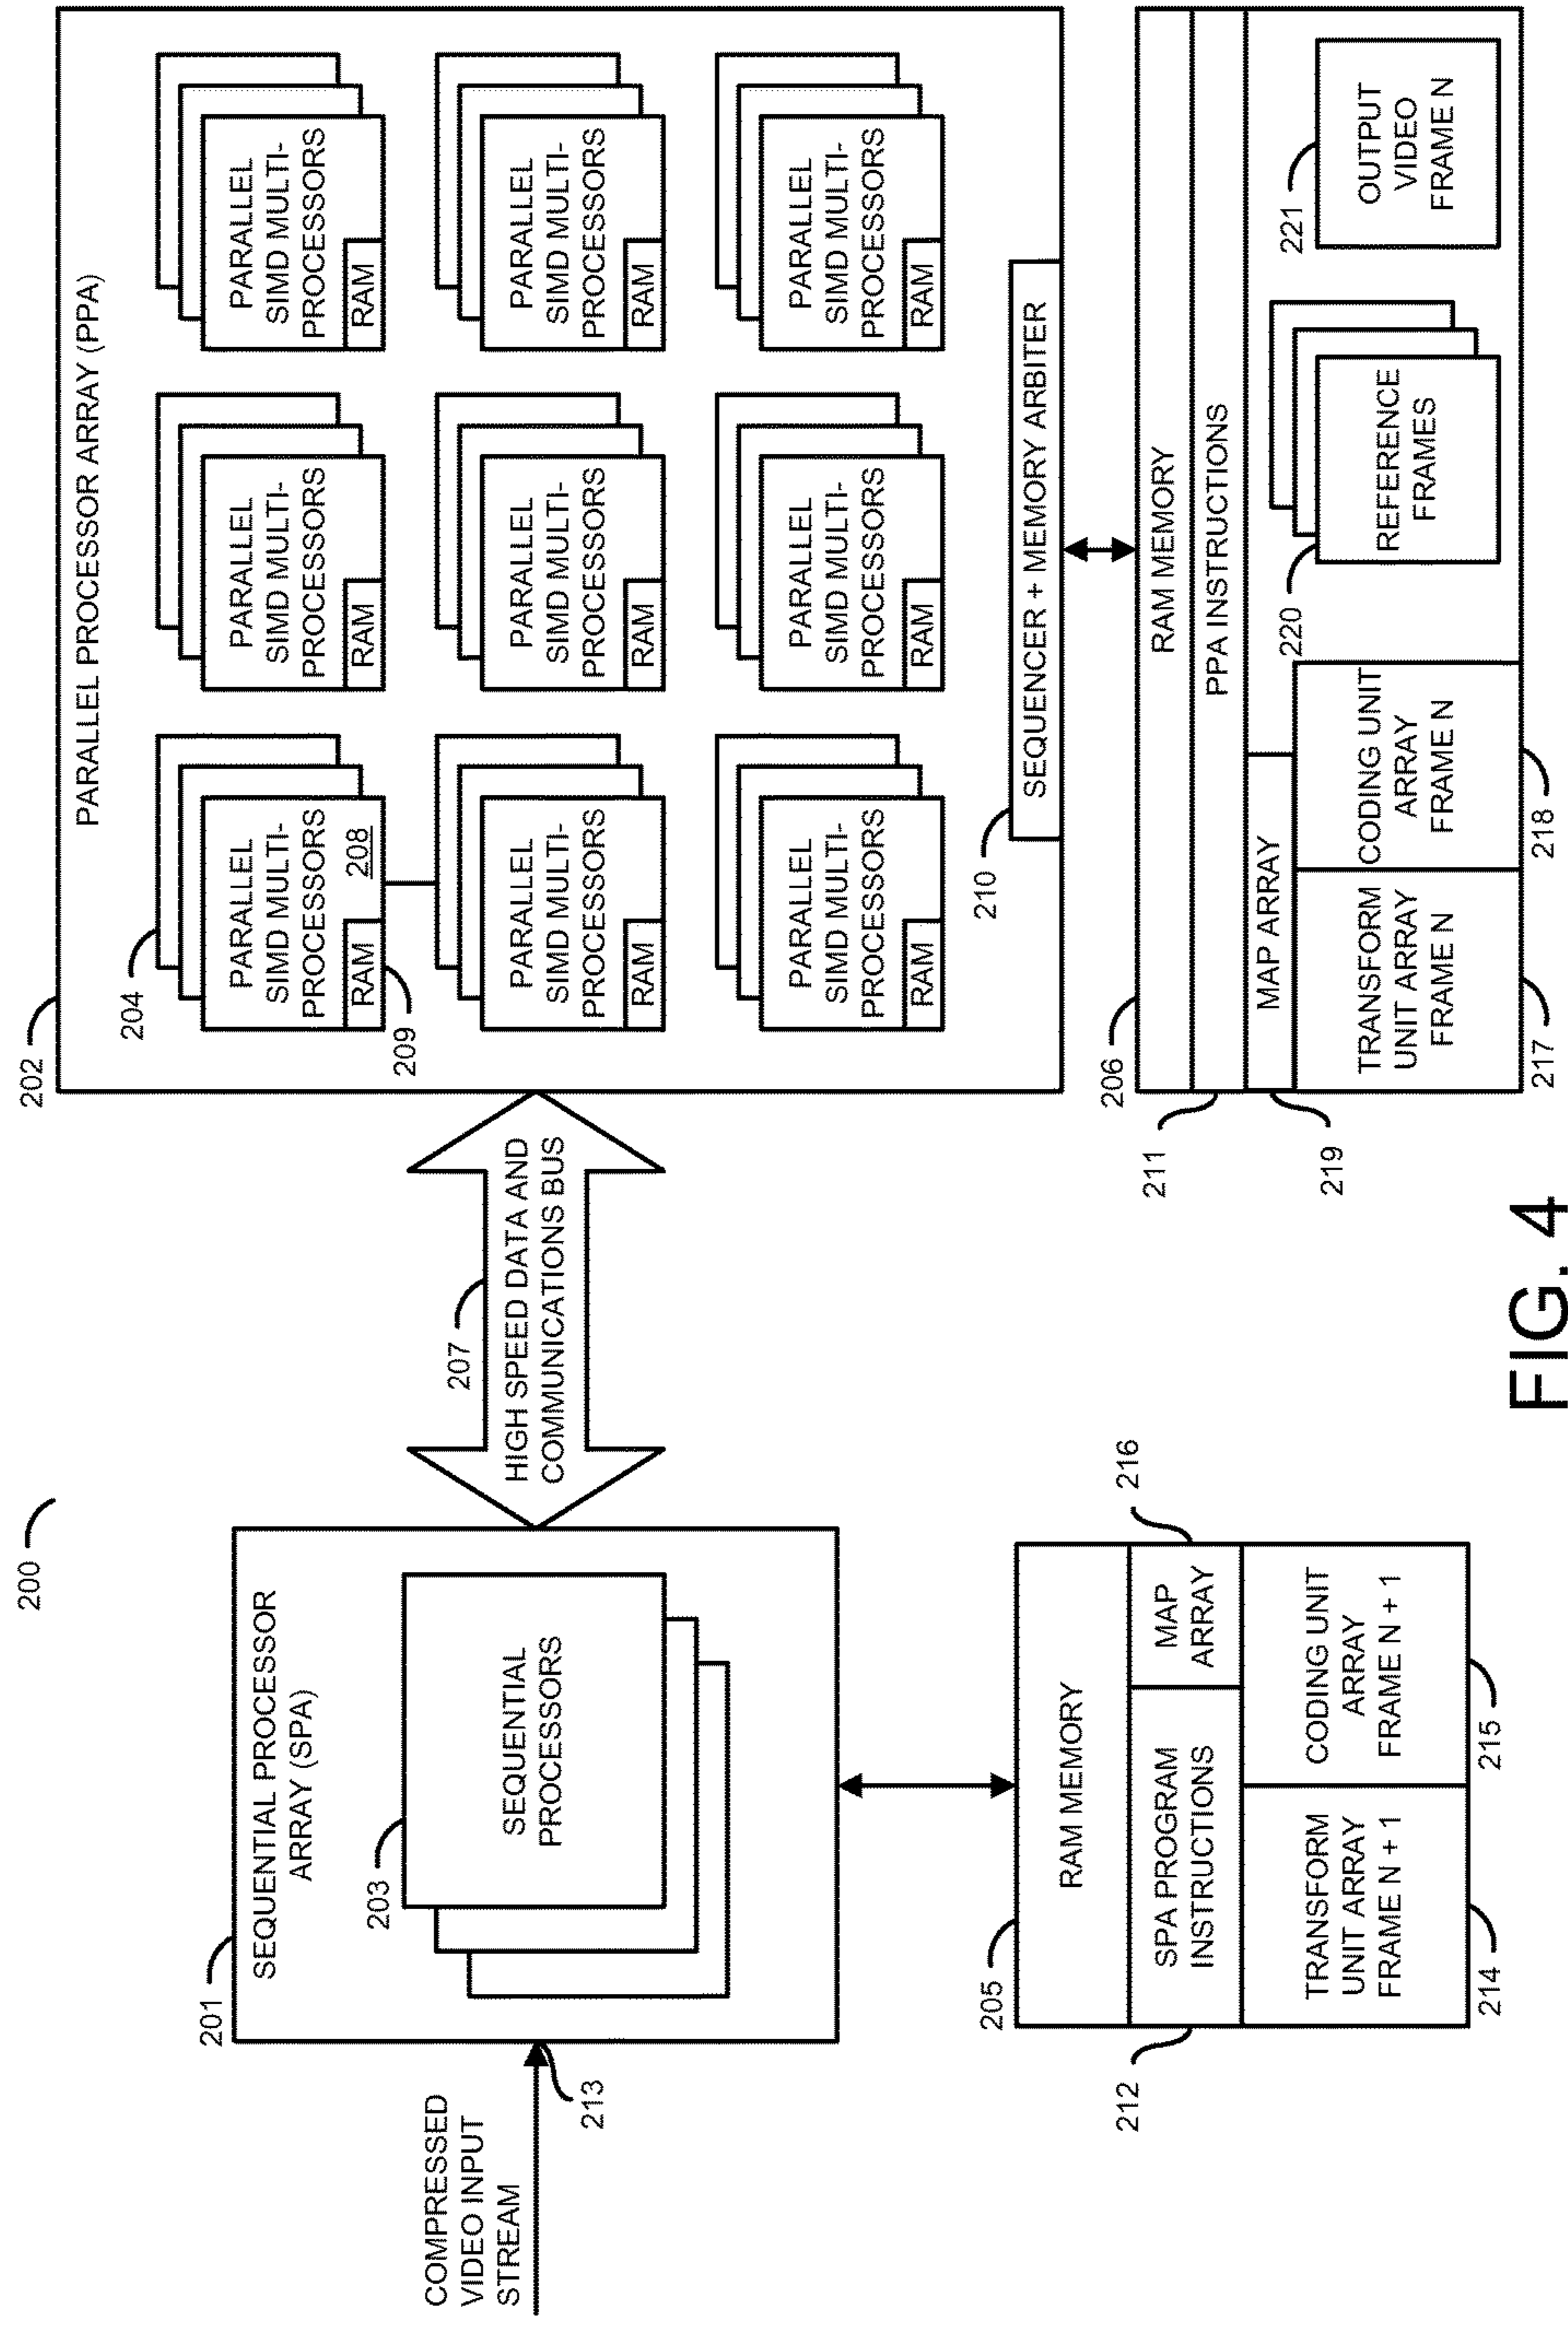 200
COMPRESSED
VIDEO INPUT
STREAM
213
201
SEQUENTIAL PROCESSOR
ARRAY (SPA)
203
SEQUENTIAL
PROCESSORS
207
HIGH SPEED DATA AND
COMMUNICATIONS BUS
205
RAM MEMORY
212
SPA PROGRAM
INSTRUCTIONS
216
MAP
ARRAY
TRANSFORM
UNIT ARRAY
FRAME N + 1
214
CODING UNIT
ARRAY
FRAME N + 1
215
202
PARALLEL PROCESSOR ARRAY (PPA)
204
PARALLEL
SIMD MULTI-
PROCESSORS
208
RAM
209
PARALLEL
SIMD MULTI-
PROCESSORS
RAM
PARALLEL
SIMD MULTI-
PROCESSORS
RAM
PARALLEL
SIMD MULTI-
PROCESSORS
RAM
PARALLEL
SIMD MULTI-
PROCESSORS
RAM
PARALLEL
SIMD MULTI-
PROCESSORS
RAM
PARALLEL
SIMD MULTI-
PROCESSORS
RAM
PARALLEL
SIMD MULTI-
PROCESSORS
RAM
PARALLEL
SIMD MULTI-
PROCESSORS
RAM
210
SEQUENCER + MEMORY ARBITER
206
RAM MEMORY
211
PPA INSTRUCTIONS
219
MAP ARRAY
TRANSFORM
UNIT ARRAY
FRAME N
217
CODING UNIT
ARRAY
FRAME N
218
220
REFERENCE
FRAMES
221
OUTPUT
VIDEO
FRAME N
FIG. 4